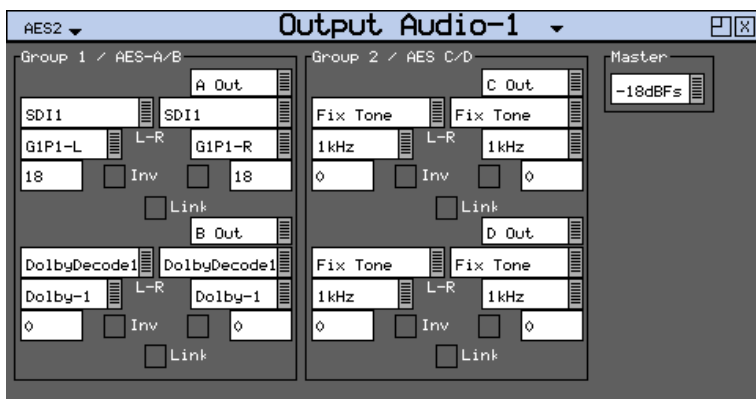 AES2 Output Audio-1
Group 1 / AES-A/B
A Out
SDI1 SDI1
G1P1-L L-R G1P1-R
18 Inv 18
Link
B Out
DolbyDecode1 DolbyDecode1
Dolby-1 L-R Dolby-1
0 Inv 0
Link
Group 2 / AES C/D
C Out
Fix Tone Fix Tone
1kHz L-R 1kHz
0 Inv 0
Link
D Out
Fix Tone Fix Tone
1kHz L-R 1kHz
0 Inv 0
Link
Master
-18dBFs